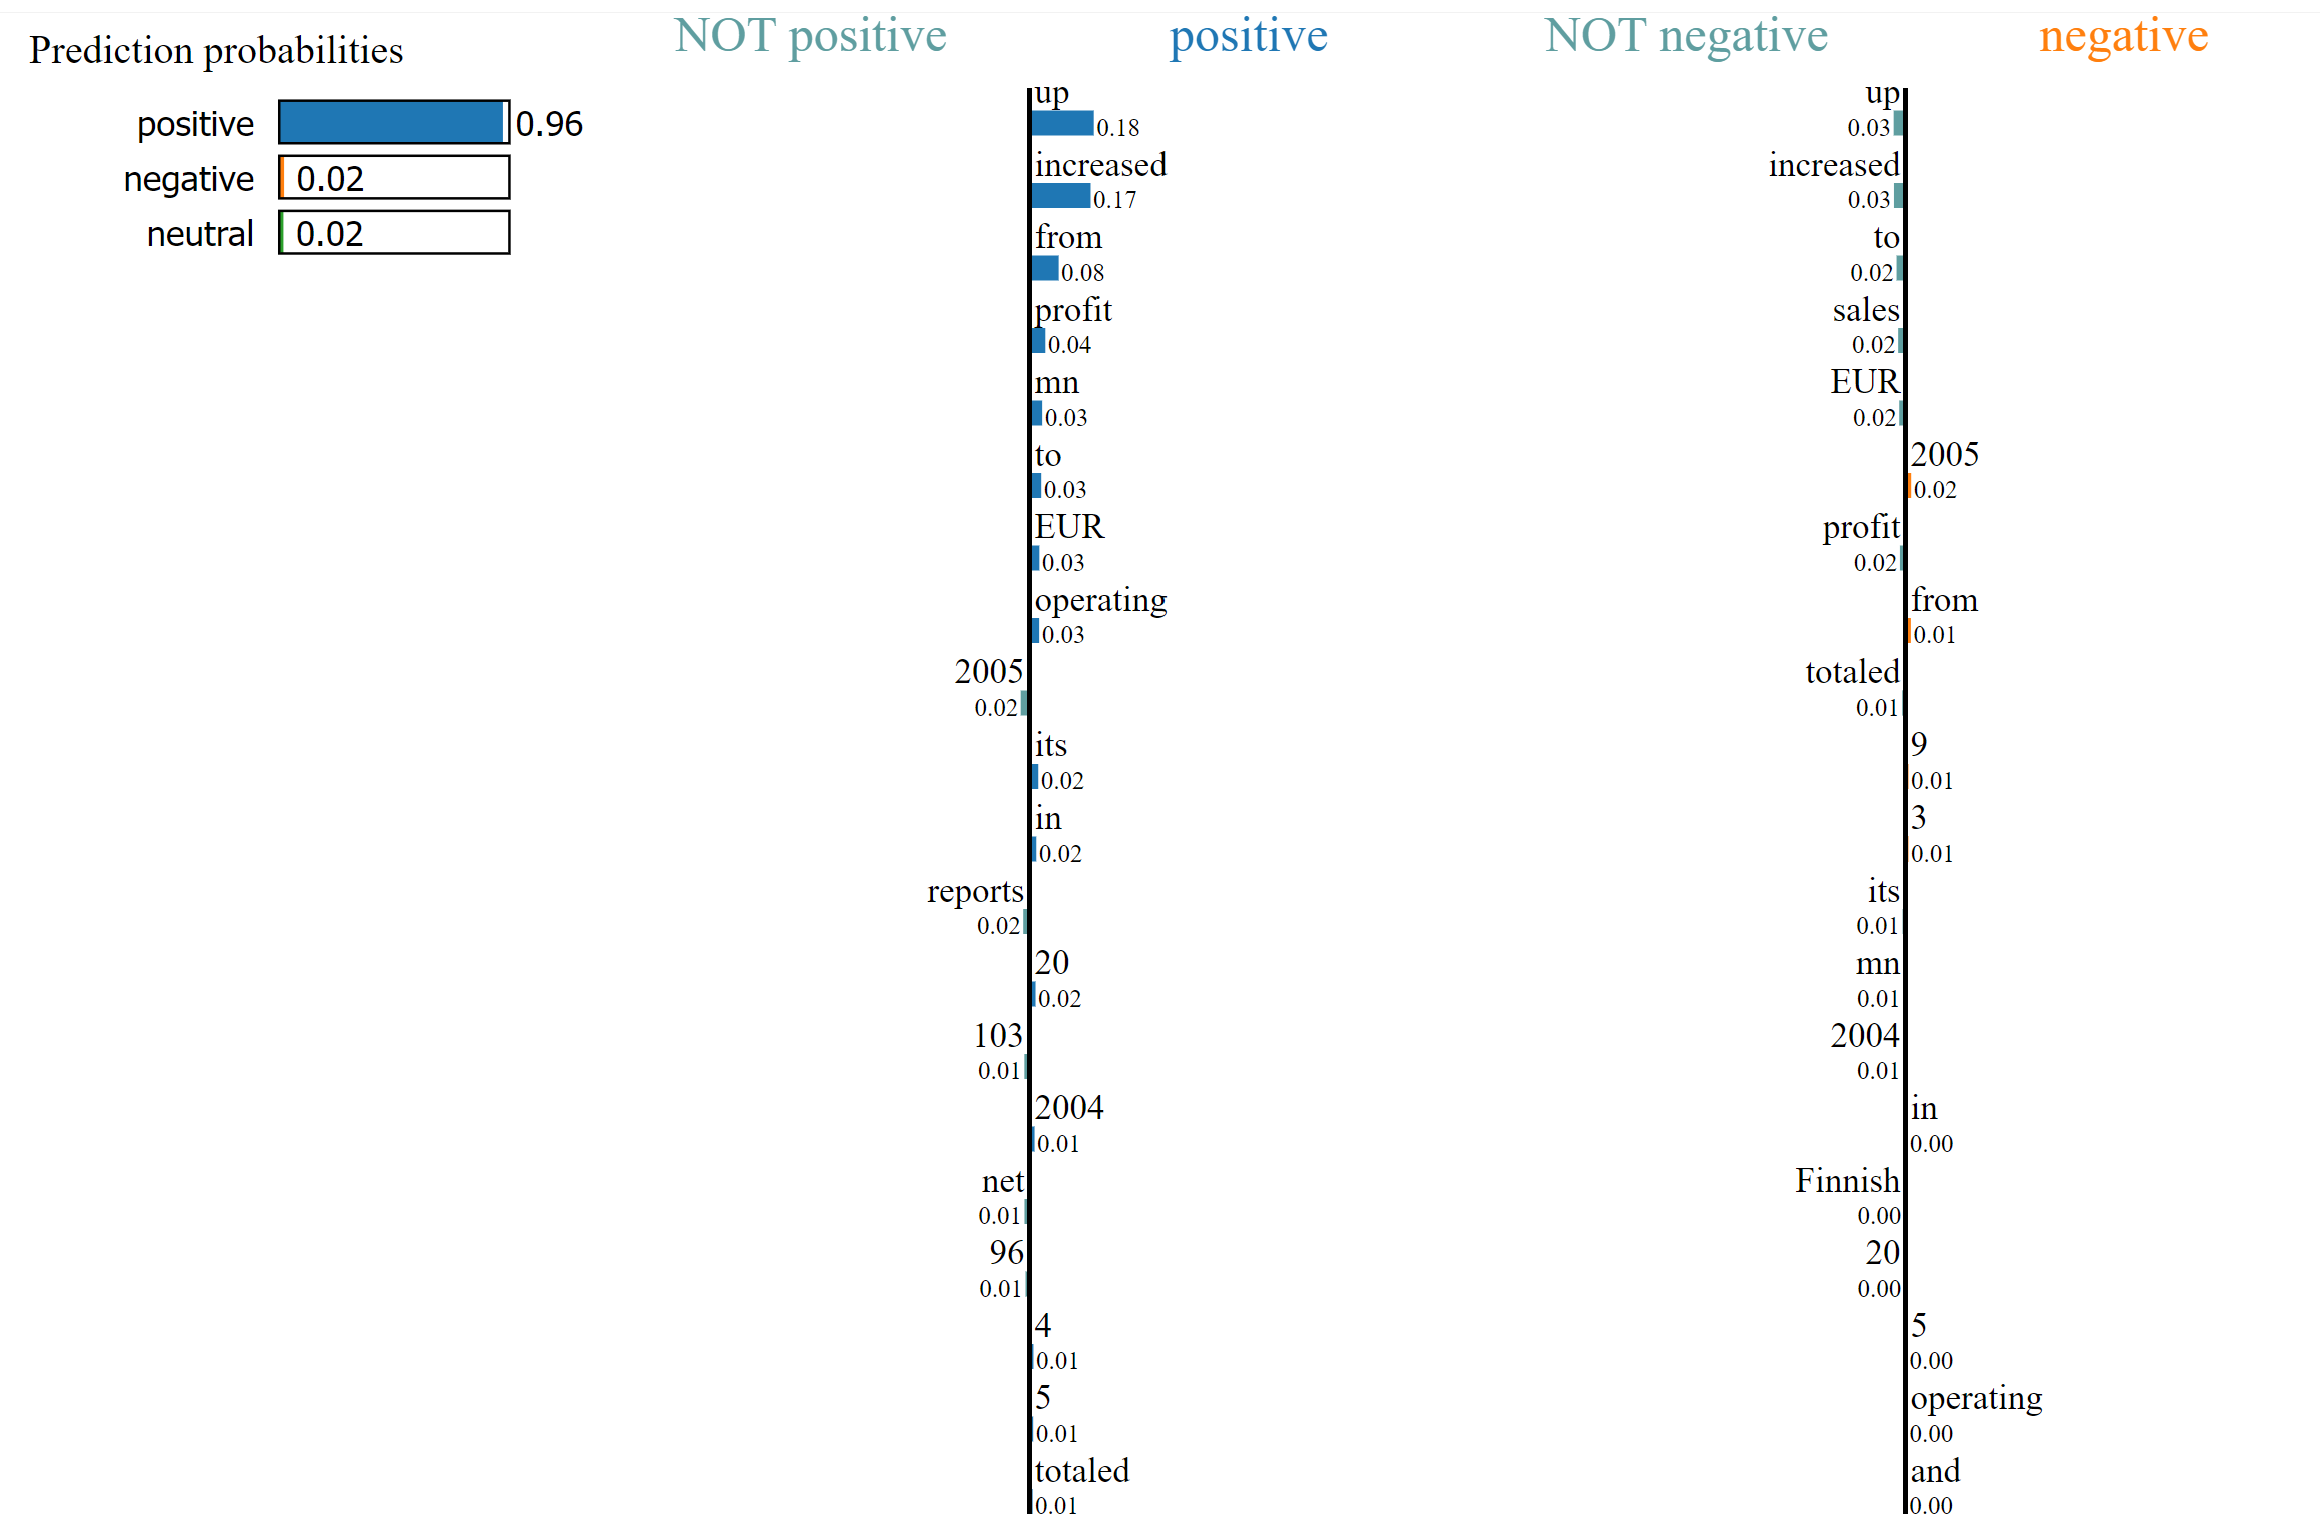 Prediction probabilities
positive 0.96
negative 0.02
neutral 0.02
NOT positive positive
up
0.18
increased
0.17
from
0.08
profit
0.04
mn
0.03
to
0.03
EUR
0.03
operating
0.03
2005
0.02
its
0.02
in
0.02
reports
0.02
20
0.02
103
0.01
2004
0.01
net
0.01
96
0.01
4
0.01
5
0.01
totaled
0.01
NOT negative negative
up
0.03
increased
0.03
to
0.02
sales
0.02
EUR
0.02
2005
0.02
profit
0.02
from
0.01
totaled
0.01
9
0.01
3
0.01
its
0.01
mn
0.01
2004
0.01
in
0.00
Finnish
0.00
20
0.00
5
0.00
operating
0.00
and
0.00